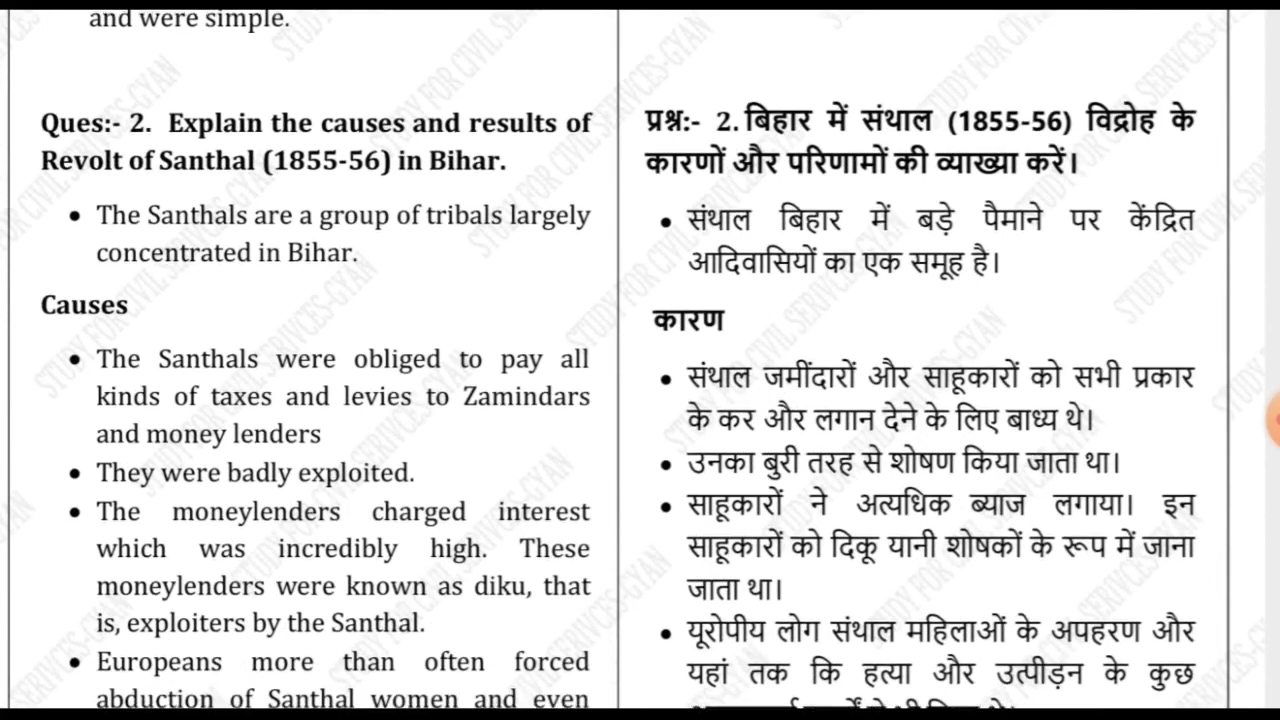 and were simple.
Ques:- 2. Explain the causes and results of
Revolt of Santhal (1855-56) in Bihar.
• The Santhals are a group of tribals largely
concentrated in Bihar.
Causes
• The Santhals were obliged to pay all
kinds of taxes and levies to Zamindars
and money lenders
• They were badly exploited.
• The moneylenders charged interest
which was incredibly high. These
moneylenders were known as diku, that
is, exploiters by the Santhal.
• Europeans more than often forced
abduction of Santhal women and even
प्रश्न:- 2. बिहार में संथाल (1855-56) विद्रोह के
कारणों और परिणामों की व्याख्या करें।
• संथाल बिहार में बड़े पैमाने पर केंद्रित
आदिवासियों का एक समूह है।
कारण
• संथाल जमींदारों और साहूकारों को सभी प्रकार
के कर और लगान देने के लिए बाध्य थे।
• उनका बुरी तरह से शोषण किया जाता था।
• साहूकारों ने अत्यधिक ब्याज लगाया। इन
साहूकारों को दिकू यानी शोषकों के रूप में जाना
जाता था।
• यूरोपीय लोग संथाल महिलाओं के अपहरण और
यहां तक कि हत्या और उत्पीड़न के कुछ
STUDY FOR CIVIL SERIVCES-GYAN